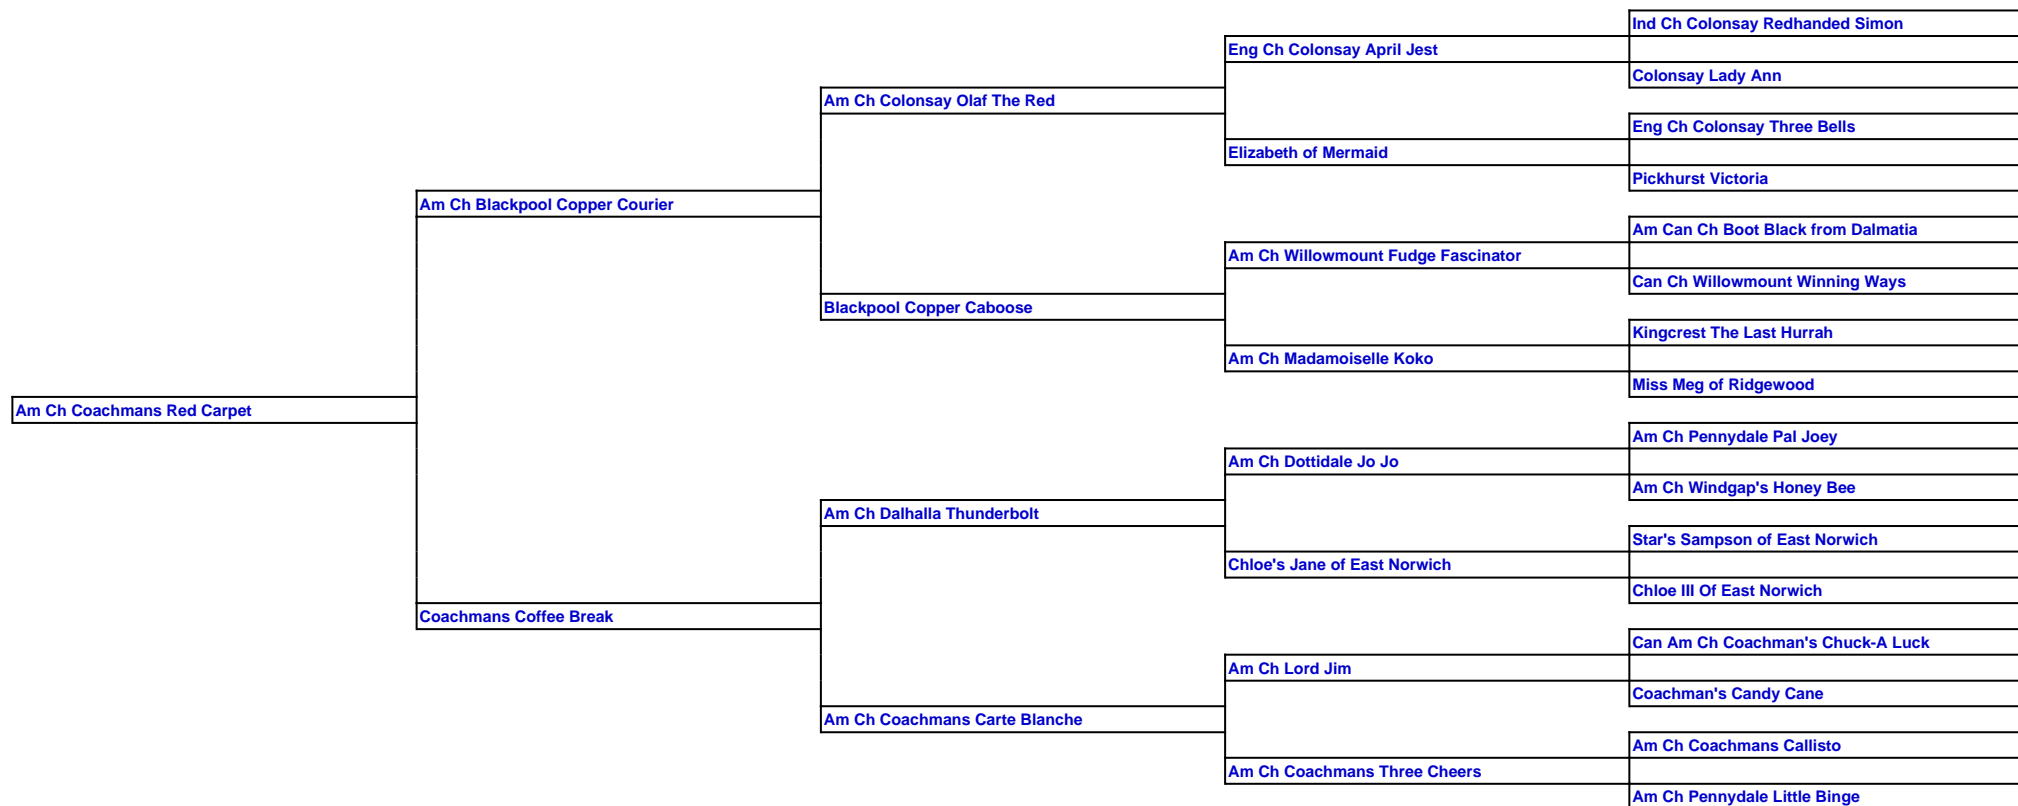 Ind Ch Colonsay Redhanded Simon
Eng Ch Colonsay April Jest
Colonsay Lady Ann
Am Ch Colonsay Olaf The Red
Eng Ch Colonsay Three Bells
Elizabeth of Mermaid
Pickhurst Victoria
Am Ch Blackpool Copper Courier
Am Can Ch Boot Black from Dalmatia
Am Ch Willowmount Fudge Fascinator
Can Ch Willowmount Winning Ways
Blackpool Copper Caboose
Kingcrest The Last Hurrah
Am Ch Madamoiselle Koko
Miss Meg of Ridgewood
Am Ch Coachmans Red Carpet
Am Ch Pennydale Pal Joey
Am Ch Dottidale Jo Jo
Am Ch Windgap's Honey Bee
Am Ch Dalhalla Thunderbolt
Star's Sampson of East Norwich
Chloe's Jane of East Norwich
Chloe III Of East Norwich
Coachmans Coffee Break
Can Am Ch Coachman's Chuck-A Luck
Am Ch Lord Jim
Coachman's Candy Cane
Am Ch Coachmans Carte Blanche
Am Ch Coachmans Callisto
Am Ch Coachmans Three Cheers
Am Ch Pennydale Little Binge